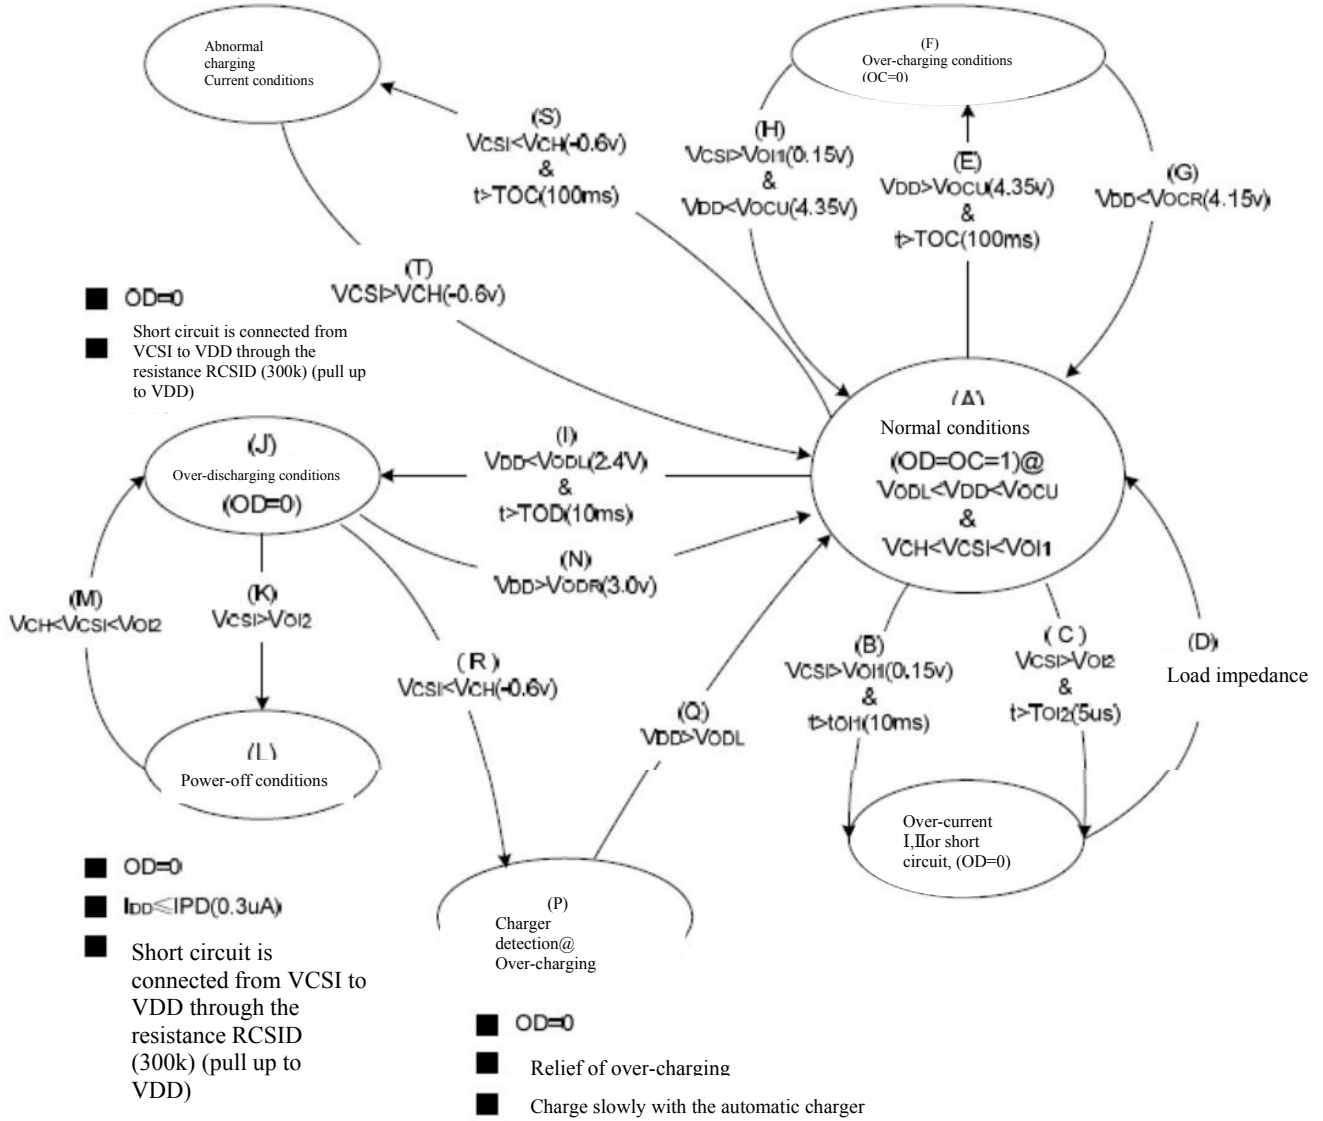 Abnormal
charging
Current conditions
(S)
VCSI<VCH(-0.6v)
&
t>TOC(100ms)
(F)
Over-charging conditions
(OC=0)
(H)
VCSI>VOI1(0.15v)
&
VDD<VOCU(4.35v)
(E)
VDD>VOCU(4.35v)
&
t>TOC(100ms)
(G)
VDD<VOCR(4.15v)
(T)
VCSI>VCH(-0.6v)
OD=0
Short circuit is connected from
VCSI to VDD through the
resistance RCSID (300k) (pull up
to VDD)
(A)
Normal conditions
(OD=OC=1)@
VODL<VDD<VOCU
&
VCH<VCSI<VOI1
(J)
Over-discharging conditions
(OD=0)
(I)
VDD<VODL(2.4V)
&
t>TOD(10ms)
(N)
VDD>VODR(3.0v)
(M)
VCH<VCSI<VOI2
(K)
VCSI>VOI2
(R)
VCSI<VCH(-0.6v)
(Q)
VDD>VODL
(B)
VCSI>VOI1(0.15v)
&
t>tOI1(10ms)
(C)
VCSI>VOI2
&
t>TOI2(5us)
(D)
Load impedance
(L)
Power-off conditions
Over-current
I,IIor short
circuit, (OD=0)
OD=0
IDD≤IPD(0.3uA)
Short circuit is
connected from VCSI to
VDD through the
resistance RCSID
(300k) (pull up to
VDD)
(P)
Charger
detection@
Over-charging
OD=0
Relief of over-charging
Charge slowly with the automatic charger